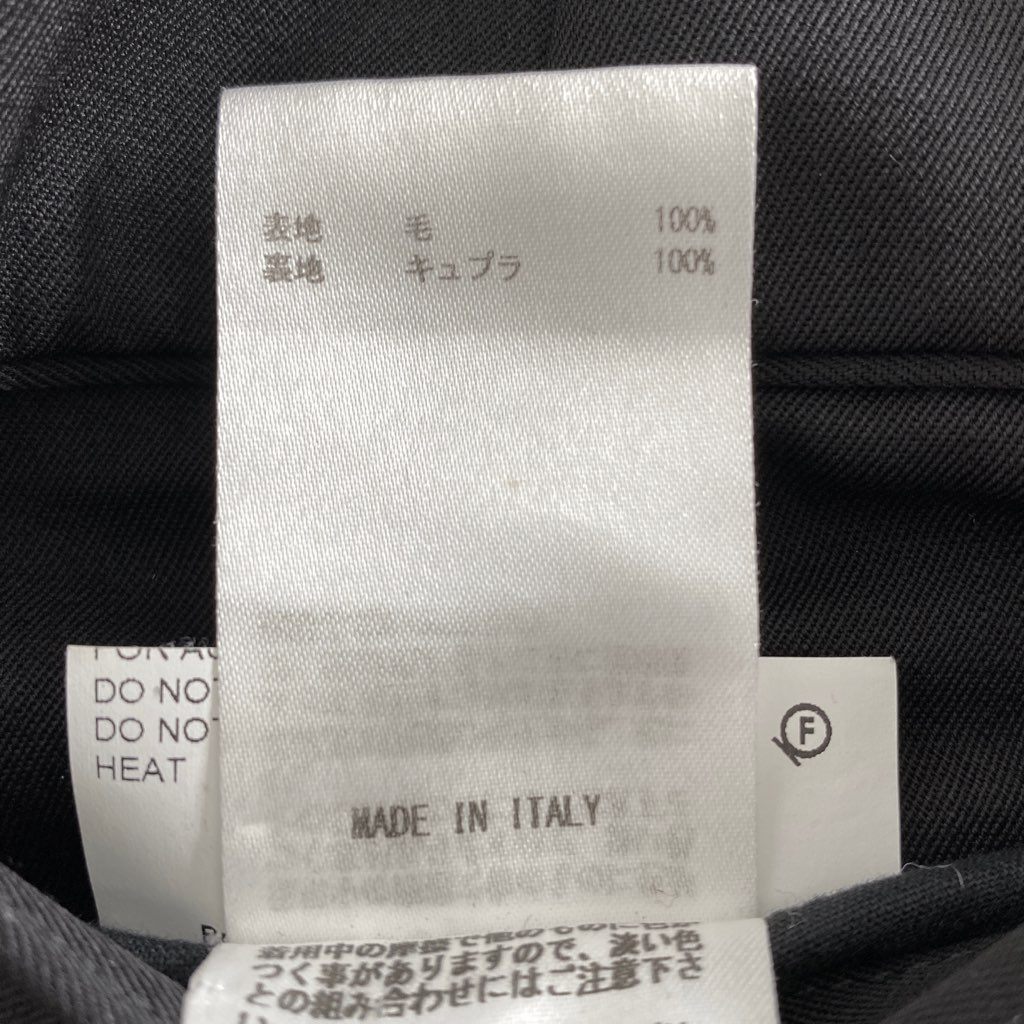 表地 毛 100%
裏地 キュプラ 100%
DO NOT
DO NO
HEAT
F
MADE IN ITALY
着用中の摩擦で他のものに色が
つく事がありますので、淡い色
との組み合わせにはご注意下さ
い